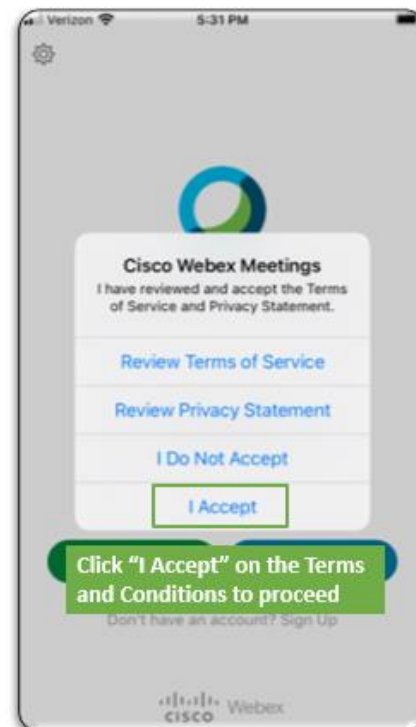 Verizon 5:31 PM
Cisco Webex Meetings
I have reviewed and accept the Terms
of Service and Privacy Statement.
Review Terms of Service
Review Privacy Statement
I Do Not Accept
I Accept
Click “I Accept” on the Terms
and Conditions to proceed
Don't have an account? Sign Up
CISCO Webex